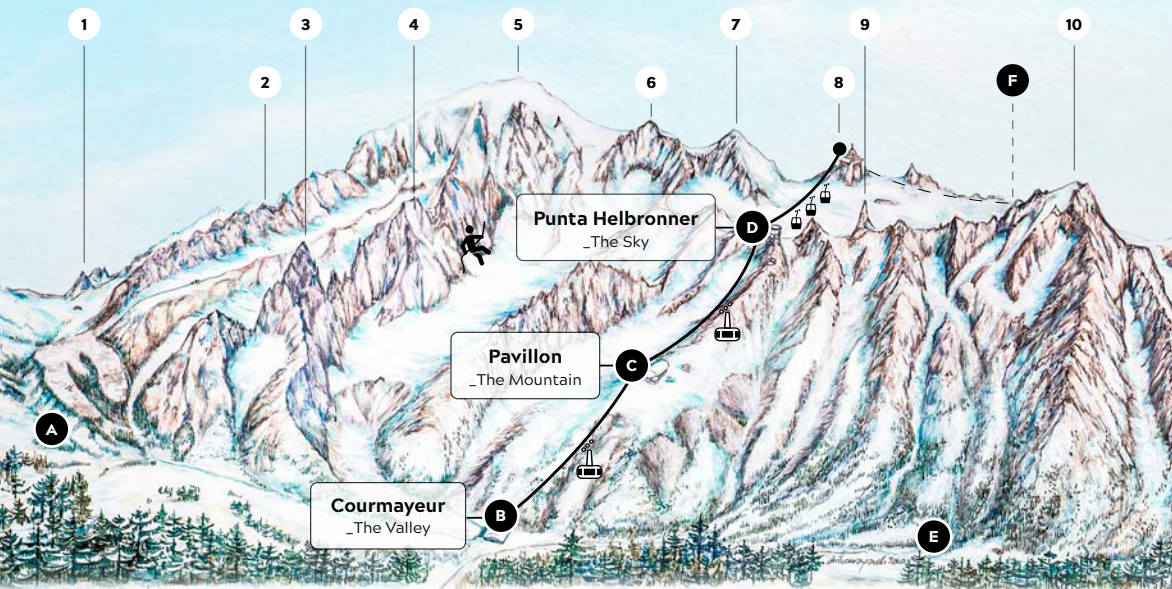 1
3
4
5
7
9
10
2
6
8
F
Punta Helbronner
_The Sky
D
Pavillon
_The Mountain
C
A
Courmayeur
_The Valley
B
E